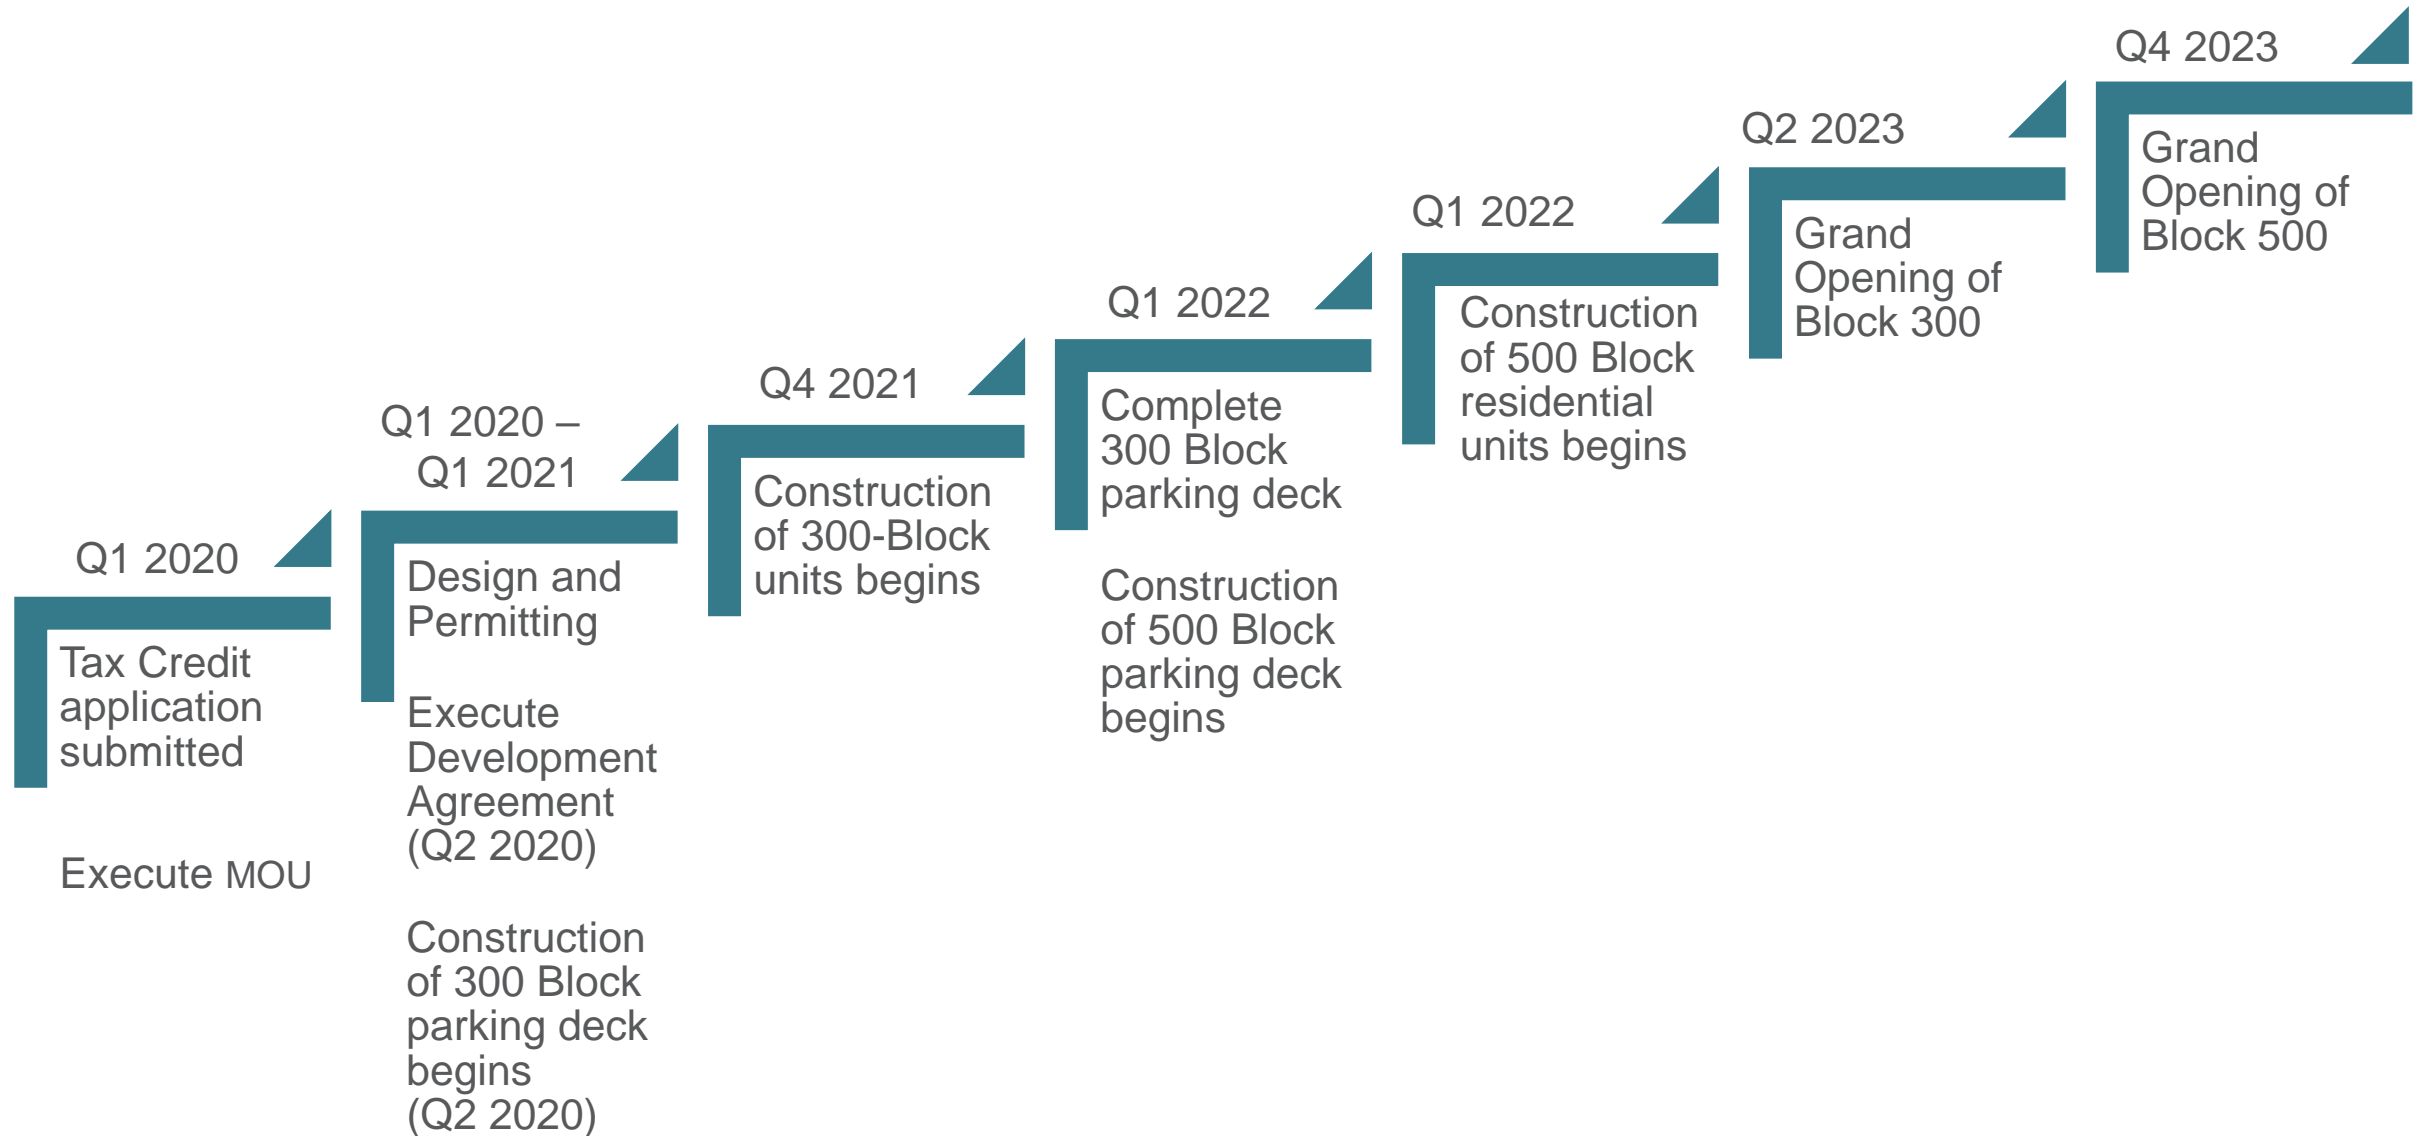 Q1 2020
Tax Credit
application
submitted
Execute MOU
Q1 2020 –
Q1 2021
Design and
Permitting
Execute
Development
Agreement
(Q2 2020)
Construction
of 300 Block
parking deck
begins
(Q2 2020)
Q4 2021
Construction
of 300-Block
units begins
Q1 2022
Complete
300 Block
parking deck
Construction
of 500 Block
parking deck
begins
Q1 2022
Construction
of 500 Block
residential
units begins
Q2 2023
Grand
Opening of
Block 300
Q4 2023
Grand
Opening of
Block 500